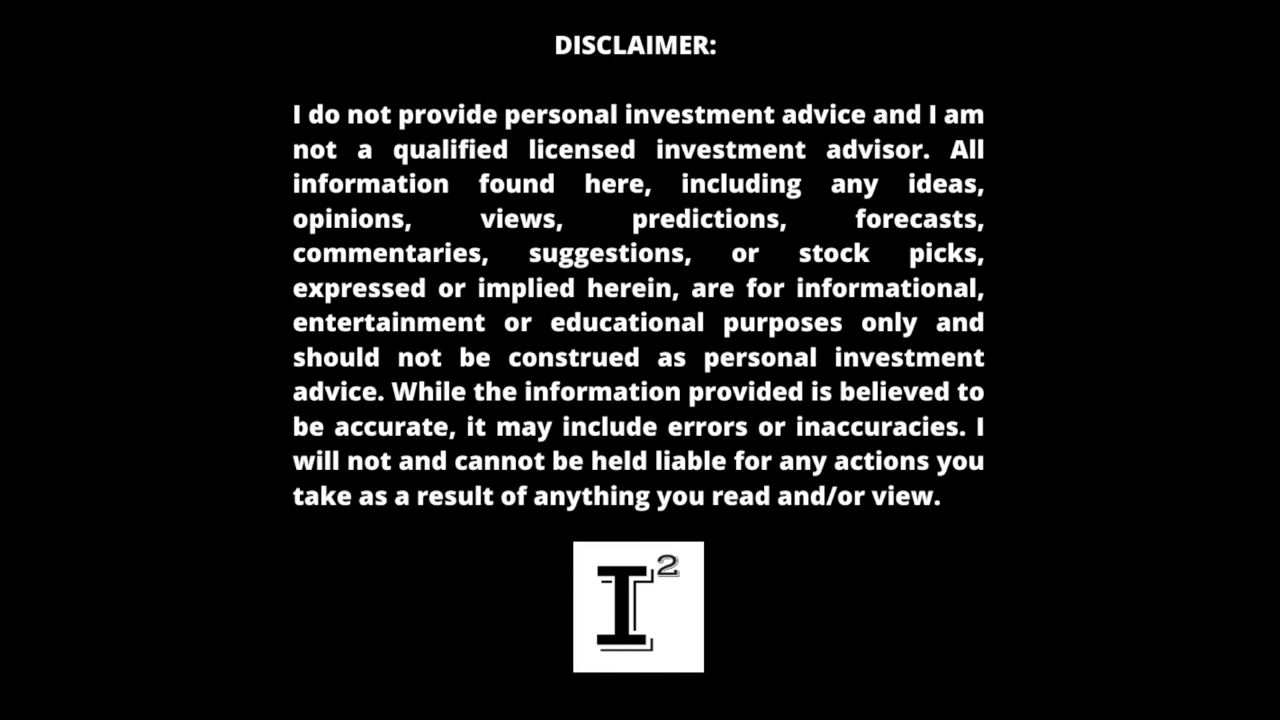 DISCLAIMER:
I do not provide personal investment advice and I am
not a qualified licensed investment advisor. All
information found here, including any ideas,
opinions, views, predictions, forecasts,
commentaries, suggestions, or stock picks,
expressed or implied herein, are for informational,
entertainment or educational purposes only and
should not be construed as personal investment
advice. While the information provided is believed to
be accurate, it may include errors or inaccuracies. I
will not and cannot be held liable for any actions you
take as a result of anything you read and/or view.
I²